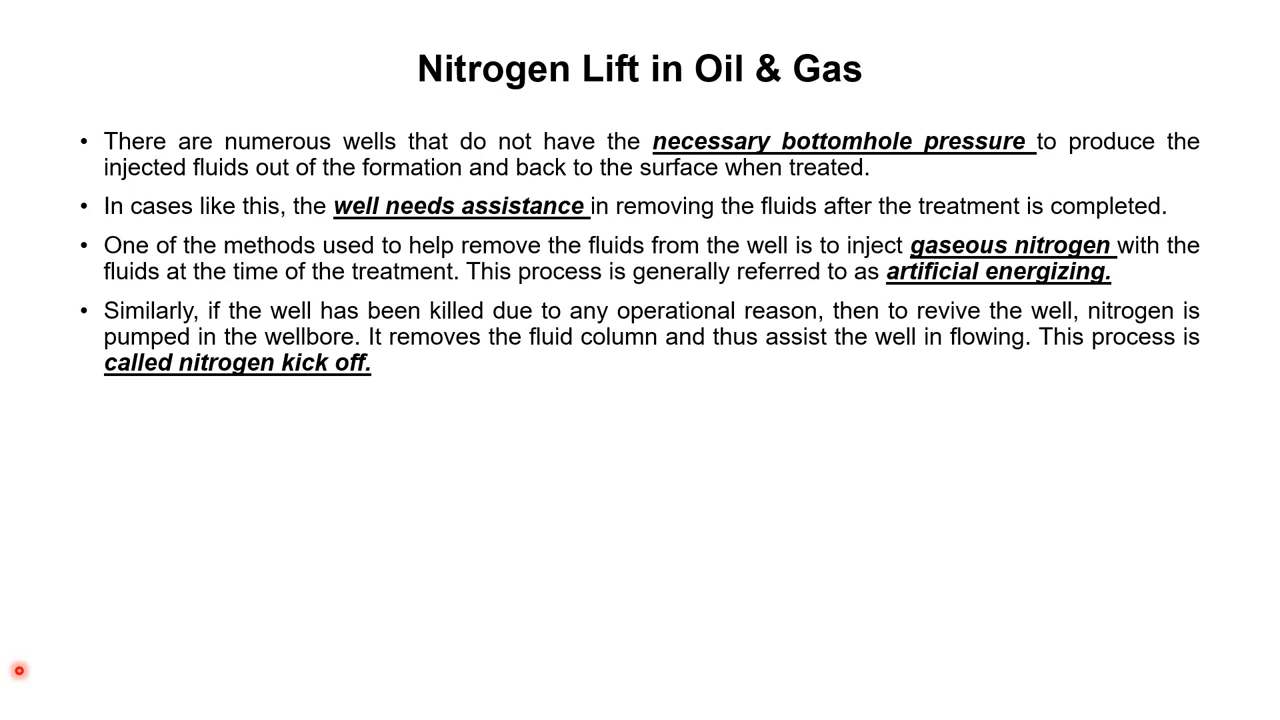 Nitrogen Lift in Oil & Gas
• There are numerous wells that do not have the necessary bottomhole pressure to produce the
injected fluids out of the formation and back to the surface when treated.
• In cases like this, the well needs assistance in removing the fluids after the treatment is completed.
• One of the methods used to help remove the fluids from the well is to inject gaseous nitrogen with the
fluids at the time of the treatment. This process is generally referred to as artificial energizing.
• Similarly, if the well has been killed due to any operational reason, then to revive the well, nitrogen is
pumped in the wellbore. It removes the fluid column and thus assist the well in flowing. This process is
called nitrogen kick off.